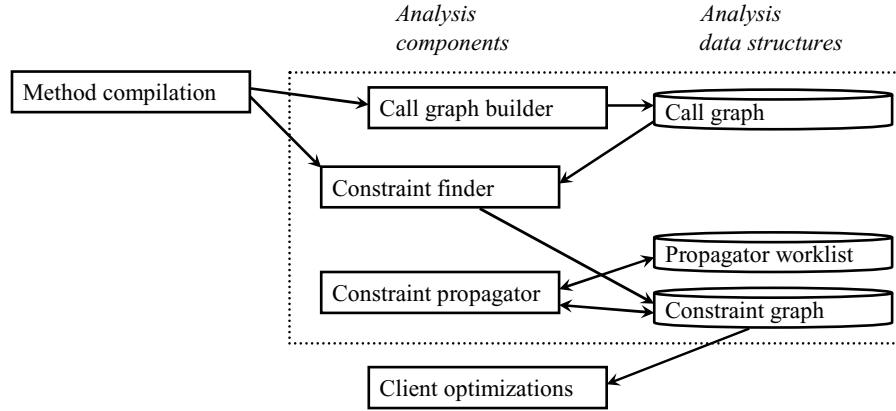 Analysis
components
Analysis
data structures
Method compilation
Call graph builder
Call graph
Constraint finder
Propagator worklist
Constraint propagator
Constraint graph
Client optimizations